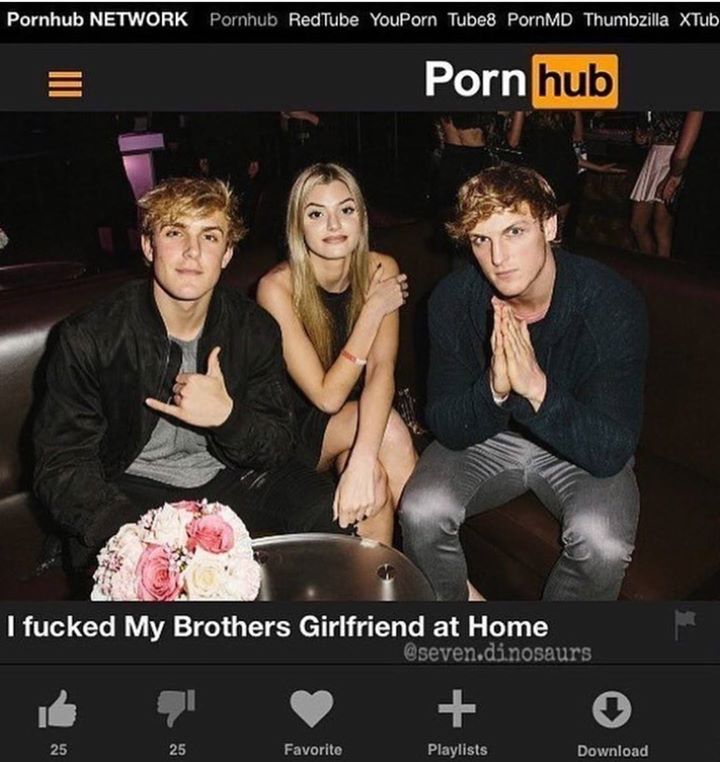 Pornhub NETWORK Pornhub RedTube YouPorn Tube8 PornMD Thumbzilla XTub
Porn hub
I fucked My Brothers Girlfriend at Home
@seven.dinosaurs
25 25 Favorite Playlists Download